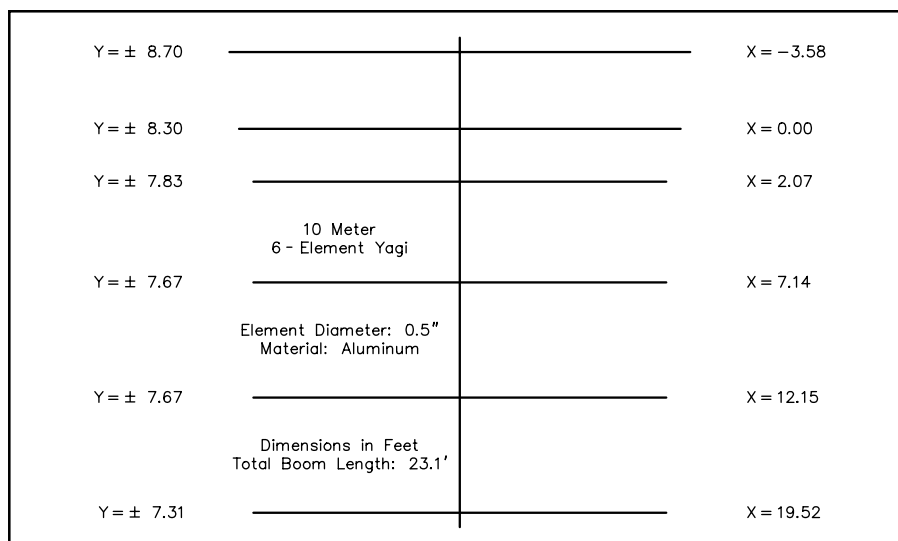 Y = ± 8.70 X = −3.58
Y = ± 8.30 X = 0.00
Y = ± 7.83 X = 2.07
10 Meter
6 - Element Yagi
Y = ± 7.67 X = 7.14
Element Diameter: 0.5"
Material: Aluminum
Y = ± 7.67 X = 12.15
Dimensions in Feet
Total Boom Length: 23.1'
Y = ± 7.31 X = 19.52